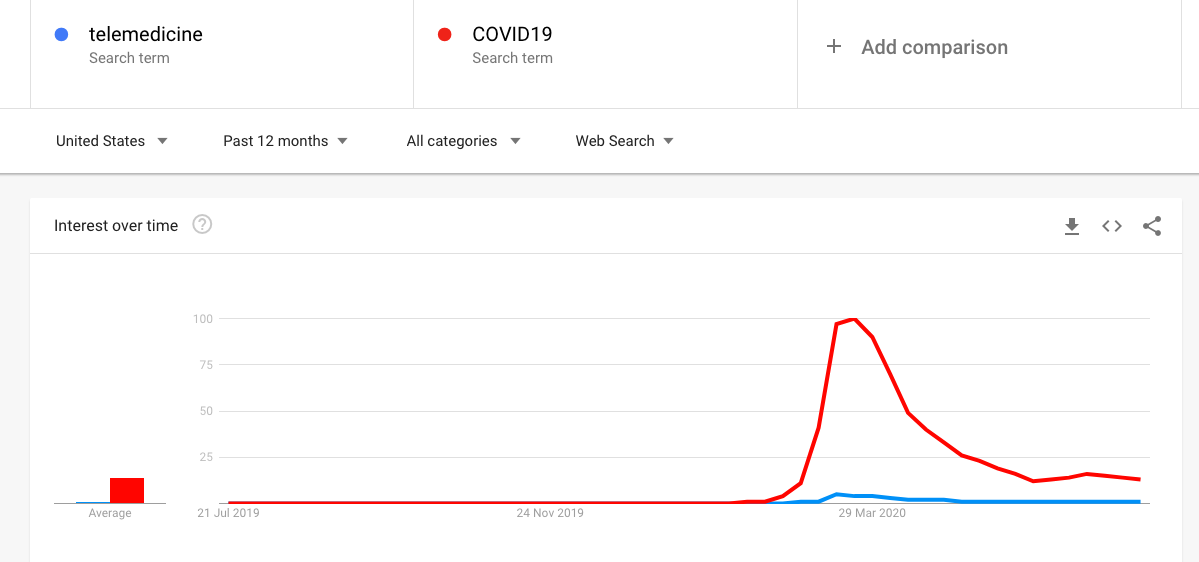 telemedicine
Search term
COVID19
Search term
+ Add comparison
United States
Past 12 months
All categories
Web Search
Interest over time ?
100
75
50
25
Average
21 Jul 2019
24 Nov 2019
29 Mar 2020